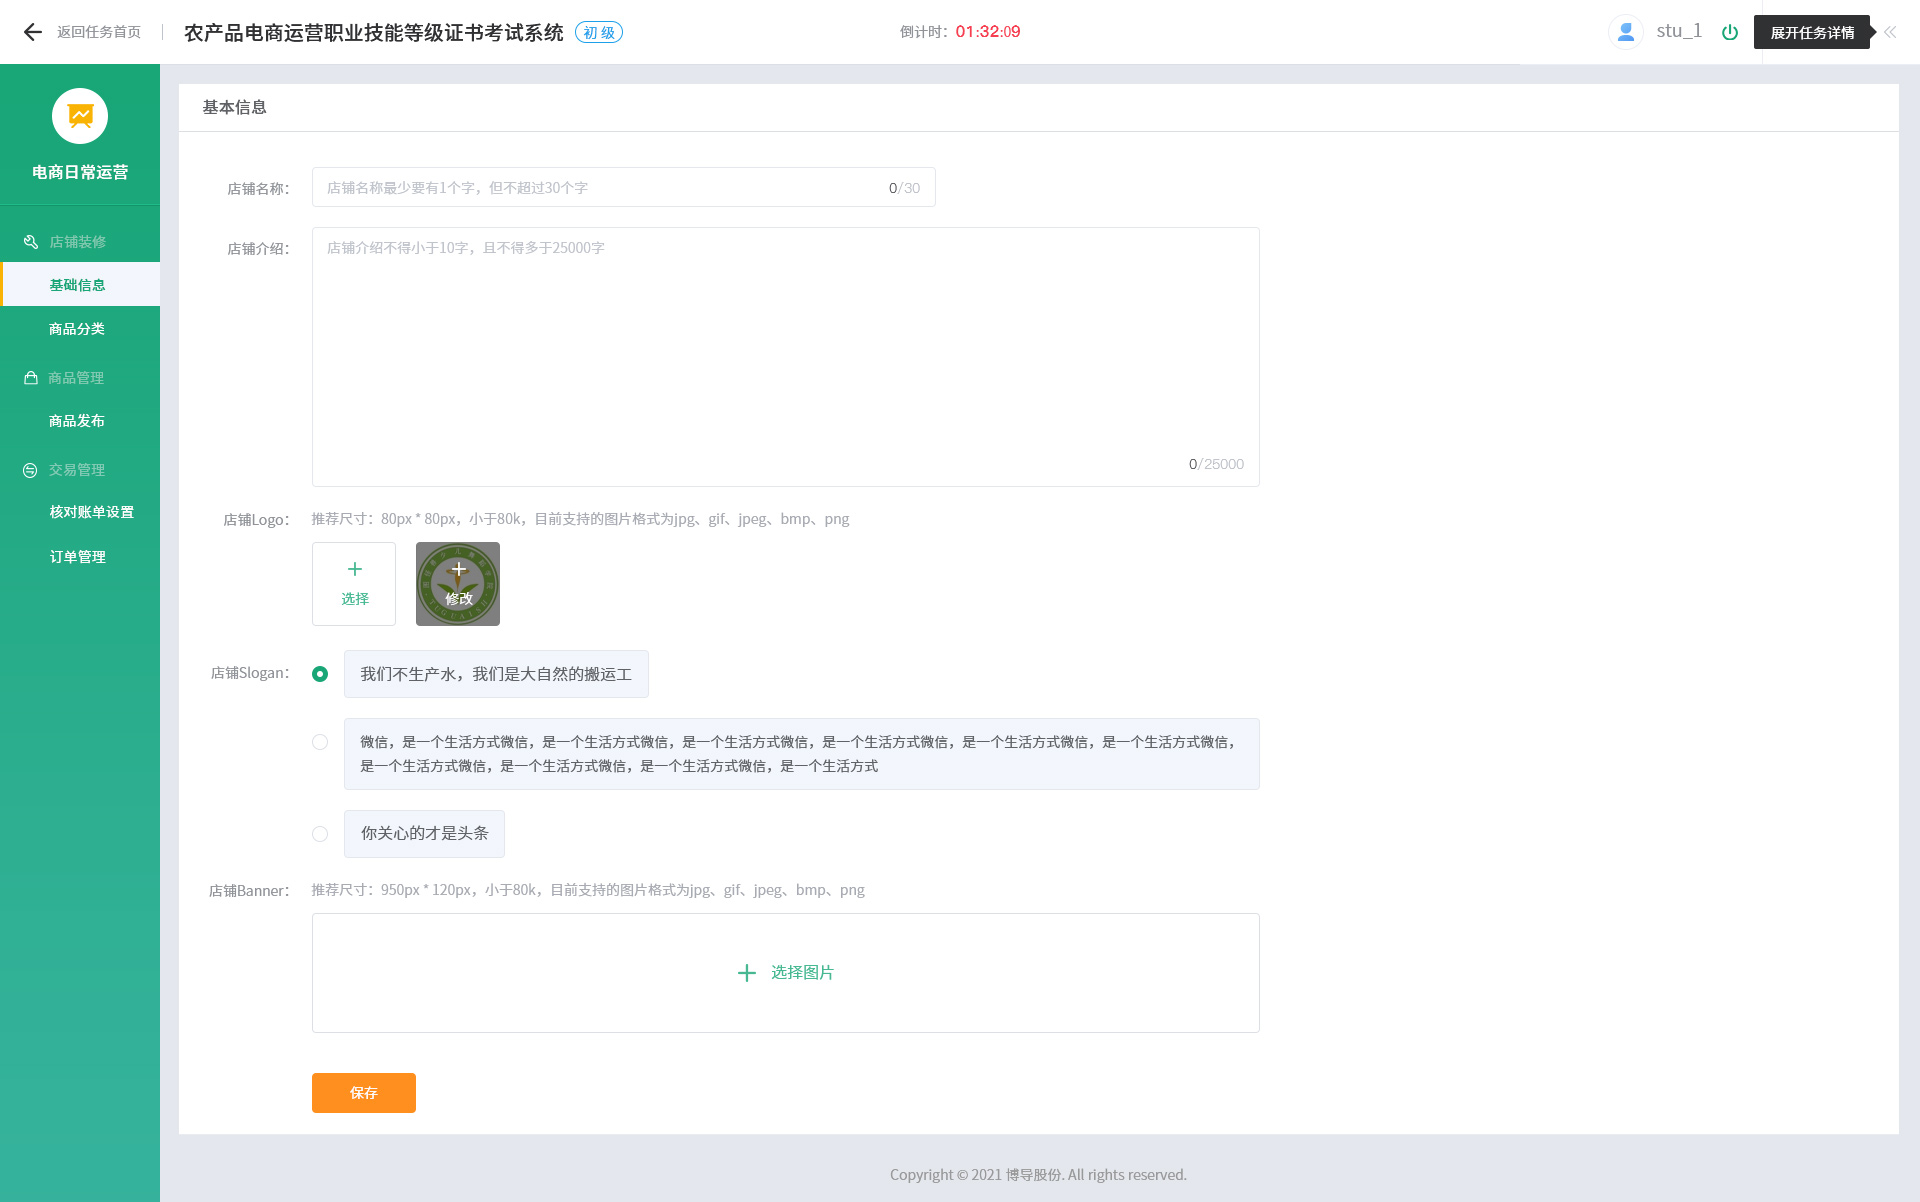 返回任务首页
农产品电商运营职业技能等级证书考试系统
初级
倒计时：01:32:09
stu_1
展开任务详情
电商日常运营
店铺装修
基础信息
商品分类
商品管理
商品发布
交易管理
核对账单设置
订单管理
基本信息
店铺名称：
店铺名称最少要有1个字，但不超过30个字
0/30
店铺介绍：
店铺介绍不得小于10字，且不得多于25000字
0/25000
店铺Logo：
推荐尺寸：80px * 80px，小于80k，目前支持的图片格式为jpg、gif、jpeg、bmp、png
选择
修改
店铺Slogan：
我们不生产水，我们是大自然的搬运工
微信，是一个生活方式微信，是一个生活方式微信，是一个生活方式微信，是一个生活方式微信，是一个生活方式微信，是一个生活方式微信，
是一个生活方式微信，是一个生活方式微信，是一个生活方式微信，是一个生活方式
你关心的才是头条
店铺Banner：
推荐尺寸：950px * 120px，小于80k，目前支持的图片格式为jpg、gif、jpeg、bmp、png
选择图片
保存
Copyright © 2021 博导股份. All rights reserved.